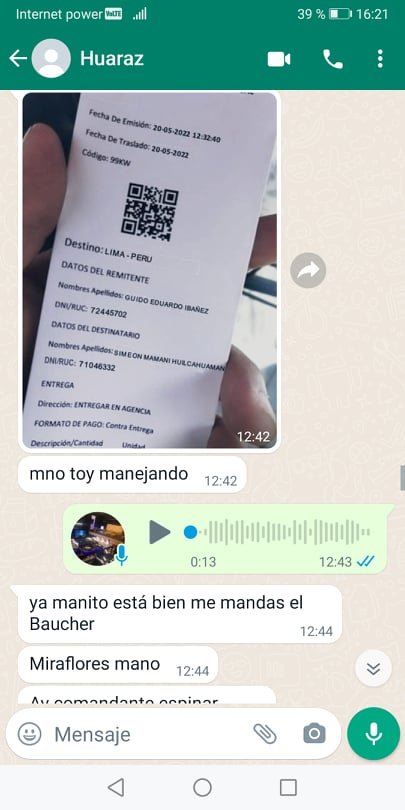 Internet power VoLTE 39 % 16:21
Huaraz
Fecha De Emisión: 20-05-2022 12:32:40
Fecha De Traslado: 20-05-2022
Código: 99KW
Destino: LIMA - PERU
DATOS DEL REMITENTE
Nombres Apellidos: GUIDO EDUARDO IBAÑEZ
DNI/RUC: 72445702
DATOS DEL DESTINATARIO
Nombres Apellidos: SIMEON MAMANI HUILCAHUAMAN
DNI/RUC: 71046332
ENTREGA
Dirección: ENTREGAR EN AGENCIA
FORMATO DE PAGO: Contra Entrega
Descripción/Cantidad Unidad
12:42
mno toy manejando 12:42
0:13 12:43
ya manito está bien me mandas el
Baucher 12:44
Miraflores mano 12:44
Av comandante espinar
Mensaje